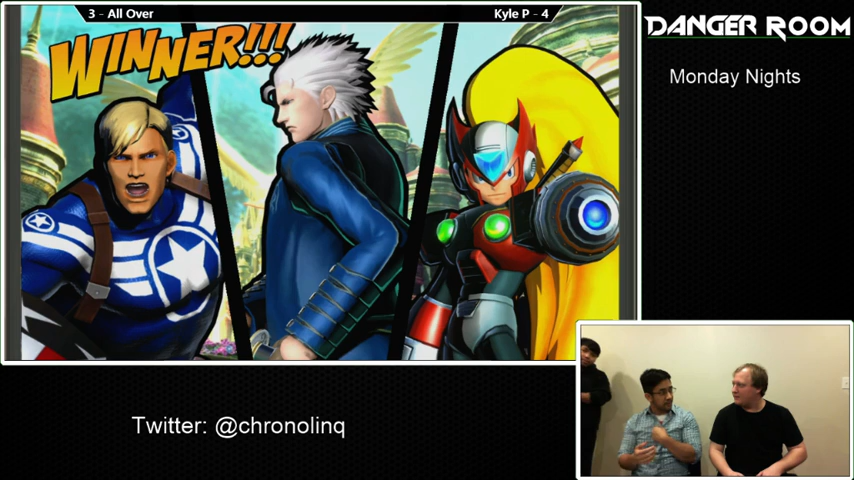 3 - All Over
Kyle P - 4
WINNER!!!
DANGER ROOM
Monday Nights
Twitter: @chronolinq